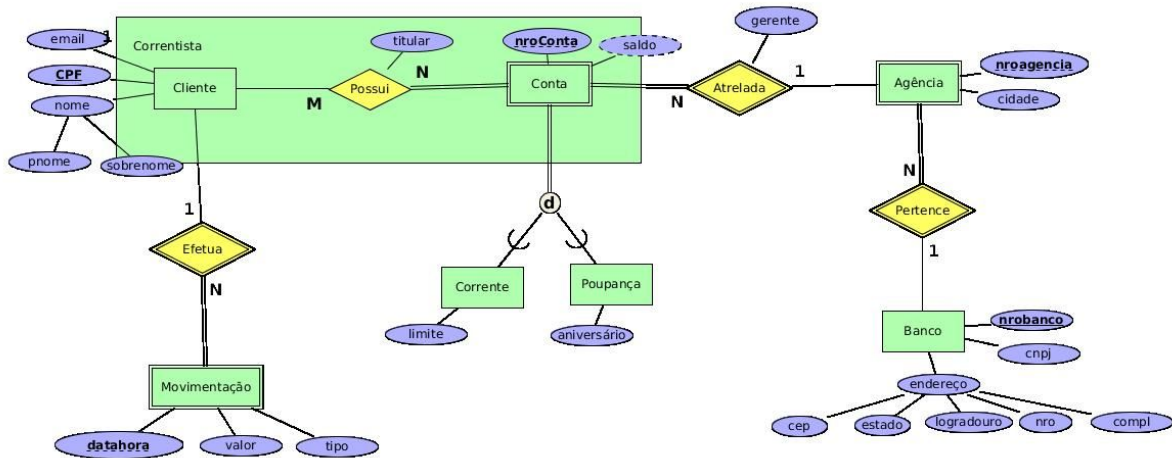 email
1
Correntista
CPF
Cliente
nome
pnome
sobrenome
titular
M
Possui
N
nroConta
saldo
Conta
N
gerente
Atrelada
1
Agência
nroagencia
cidade
N
Pertence
1
Banco
nrobanco
cnpj
endereço
cep
estado
logradouro
nro
compl
d
Corrente
limite
Poupança
aniversário
1
Efetua
N
Movimentação
datahora
valor
tipo